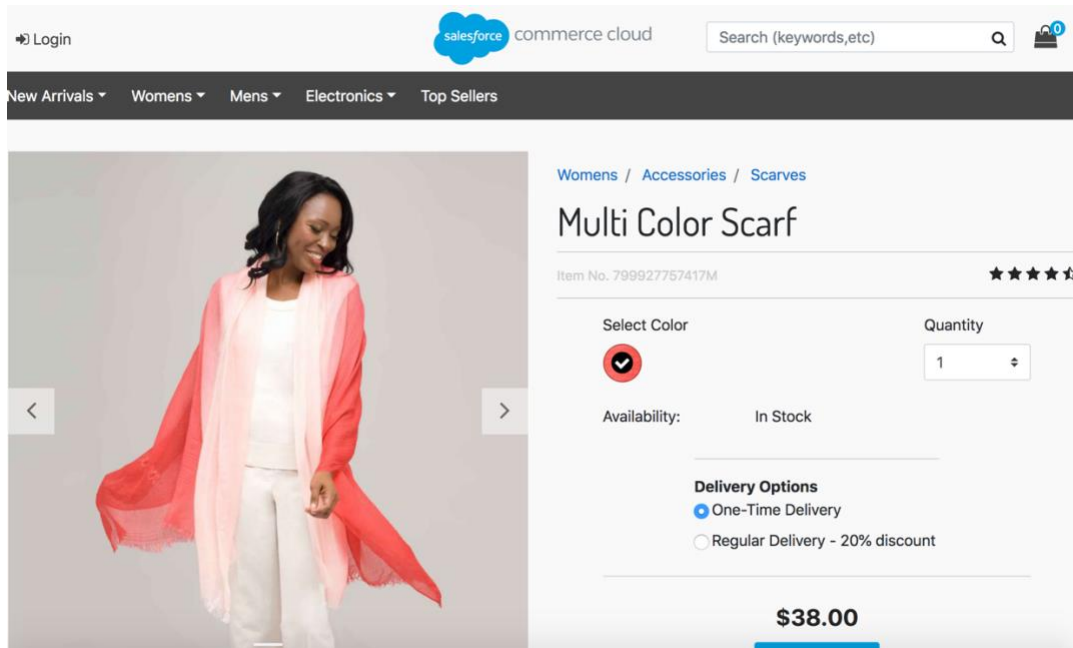 Login
salesforce commerce cloud
Search (keywords,etc)
0
New Arrivals Womens Mens Electronics Top Sellers
Womens / Accessories / Scarves
Multi Color Scarf
Item No. 799927757417M
Select Color Quantity
1
Availability: In Stock
Delivery Options
One-Time Delivery
Regular Delivery - 20% discount
$38.00